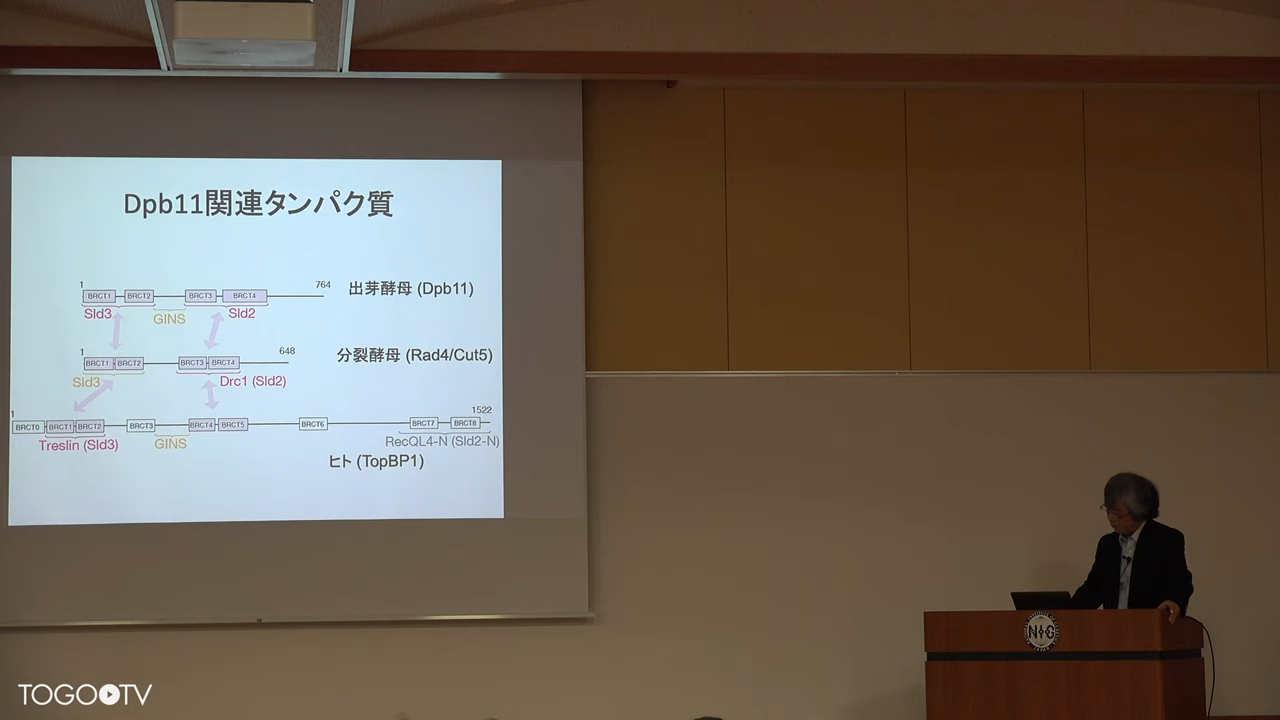 Dpb11関連タンパク質
1
764
出芽酵母 (Dpb11)
BRCT1 BRCT2 BRCT3 BRCT4
Sld3
GINS
Sld2
1
648
分裂酵母 (Rad4/Cut5)
BRCT1 BRCT2 BRCT3 BRCT4
Sld3
Drc1 (Sld2)
1
1522
BRCT0 BRCT1 BRCT2 BRCT3 BRCT4 BRCT5 BRCT6 BRCT7 BRCT8
Treslin (Sld3)
GINS
RecQL4-N (Sld2-N)
ヒト (TopBP1)
NIG
TOGO TV